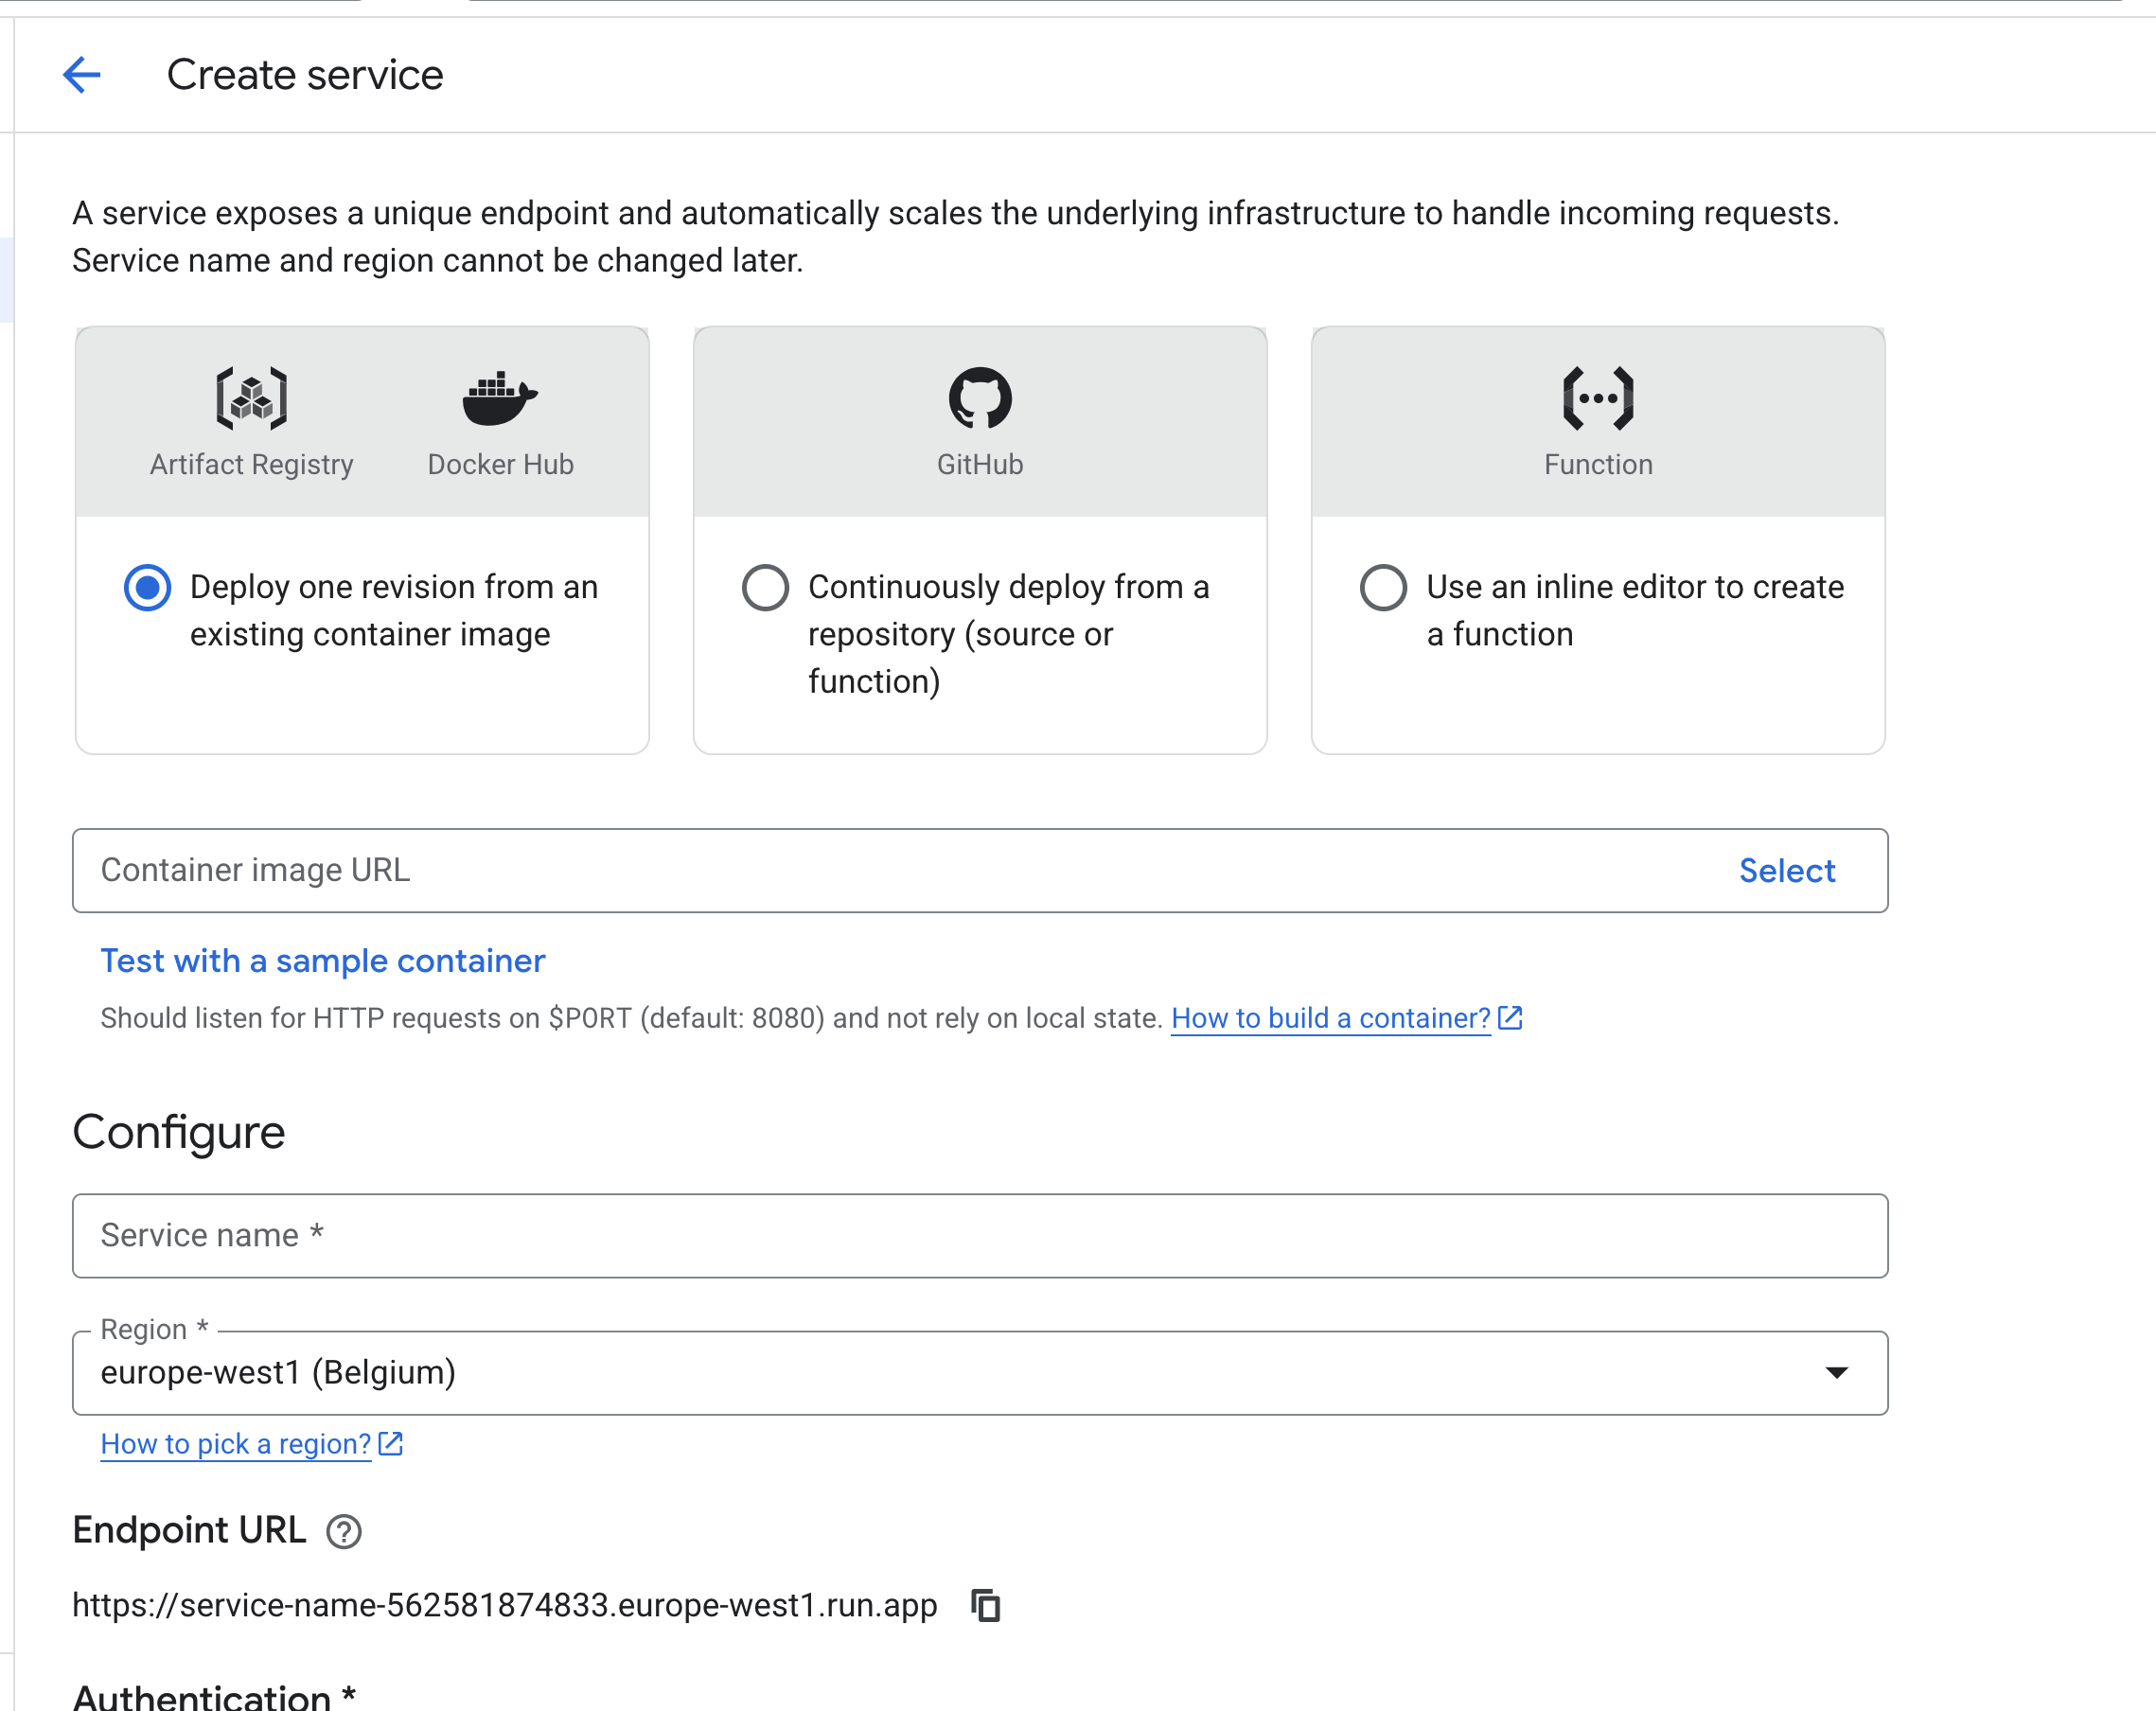 Create service
A service exposes a unique endpoint and automatically scales the underlying infrastructure to handle incoming requests.
Service name and region cannot be changed later.
Artifact Registry
Docker Hub
Deploy one revision from an
existing container image
GitHub
Continuously deploy from a
repository (source or
function)
Function
Use an inline editor to create
a function
Container image URL
Select
Test with a sample container
Should listen for HTTP requests on $PORT (default: 8080) and not rely on local state. How to build a container?
Configure
Service name *
Region *
europe-west1 (Belgium)
How to pick a region?
Endpoint URL
https://service-name-562581874833.europe-west1.run.app
Authentication *